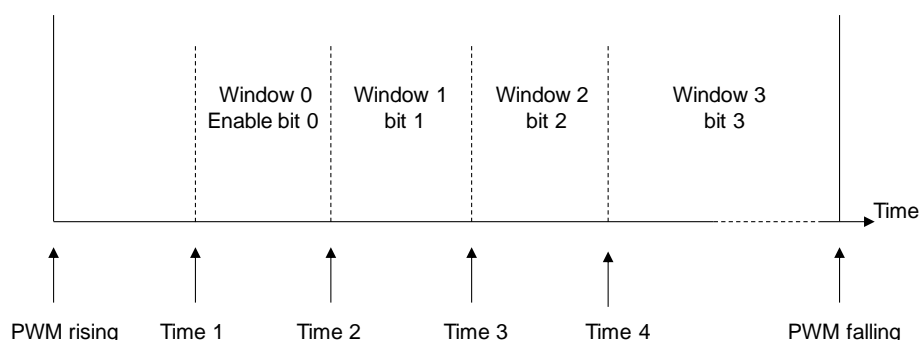 Window 0
Enable bit 0
Window 1
bit 1
Window 2
bit 2
Window 3
bit 3
Time
PWM rising
Time 1
Time 2
Time 3
Time 4
PWM falling